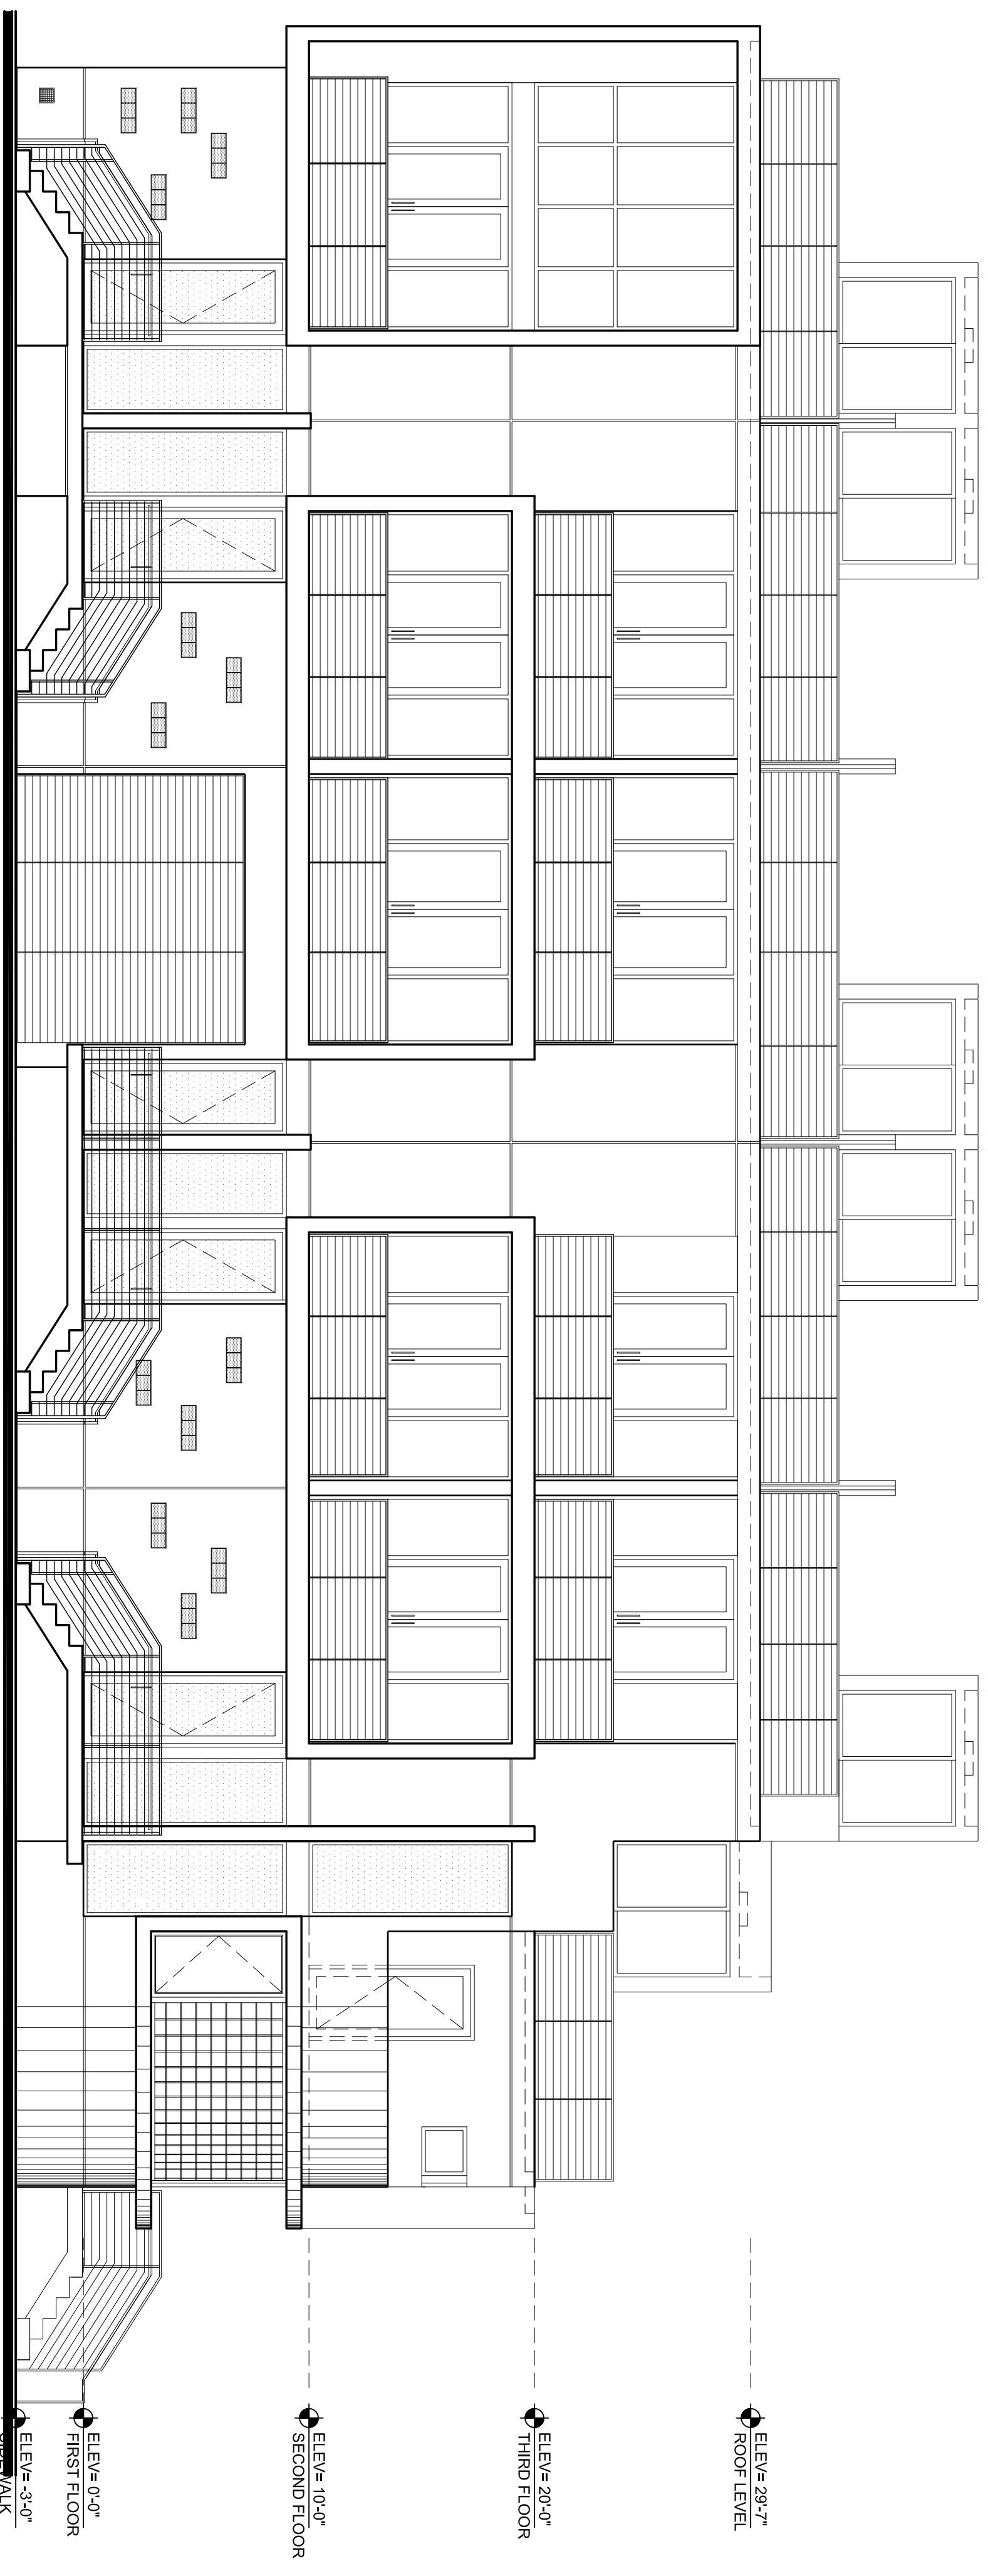 ELEV= 29'-7"
ROOF LEVEL
ELEV= 20'-0"
THIRD FLOOR
ELEV= 10'-0"
SECOND FLOOR
ELEV= 0'-0"
FIRST FLOOR
ELEV= -3'-0"
SIDEWALK